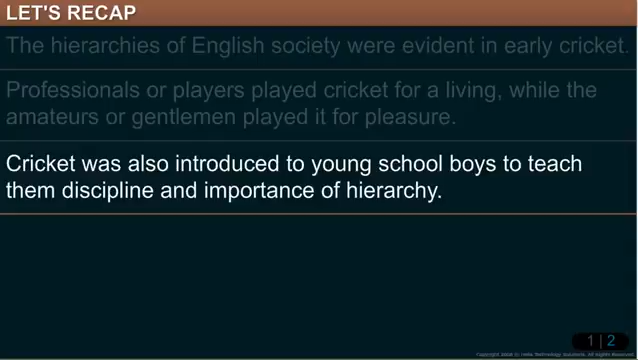 LET'S RECAP
The hierarchies of English society were evident in early cricket.
Professionals or players played cricket for a living, while the
amateurs or gentlemen played it for pleasure.
Cricket was also introduced to young school boys to teach
them discipline and importance of hierarchy.
1 | 2